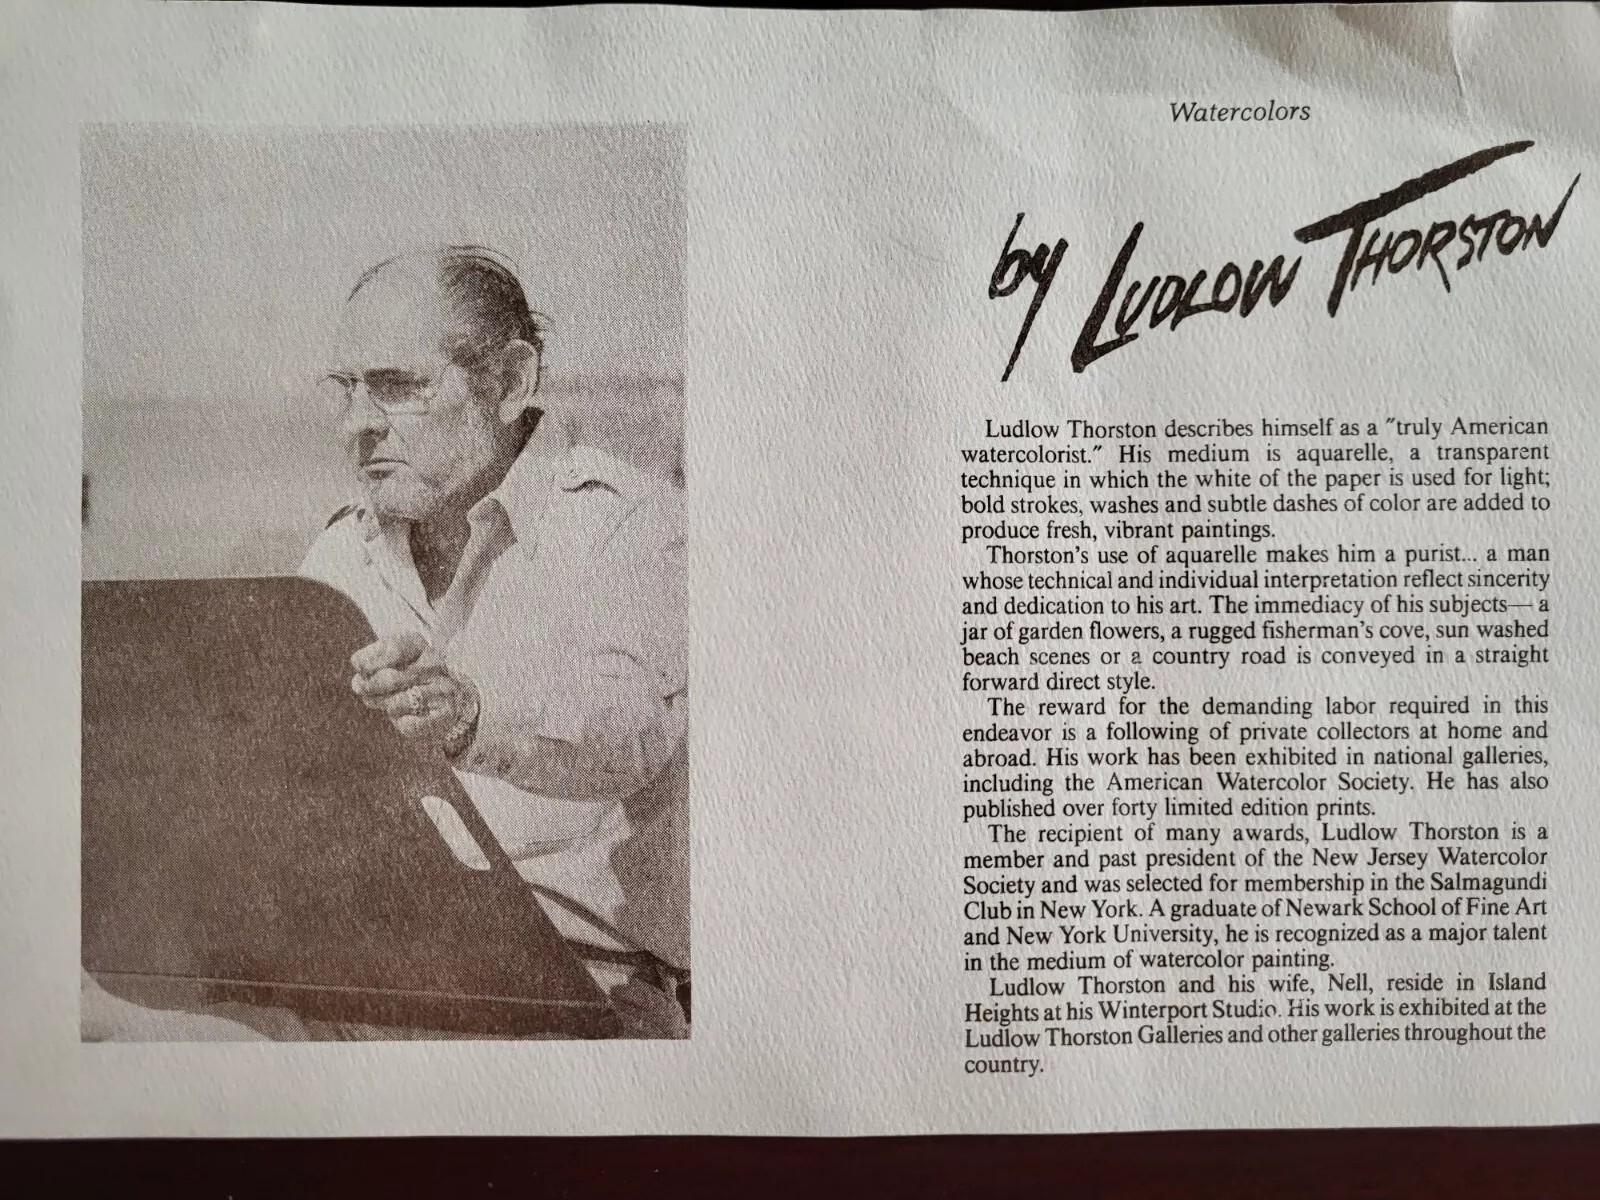 Watercolors
by LUDLOW THORSTON
Ludlow Thorston describes himself as a "truly American
watercolorist." His medium is aquarelle, a transparent
technique in which the white of the paper is used for light;
bold strokes, washes and subtle dashes of color are added to
produce fresh, vibrant paintings.
Thorston's use of aquarelle makes him a purist... a man
whose technical and individual interpretation reflect sincerity
and dedication to his art. The immediacy of his subjects— a
jar of garden flowers, a rugged fisherman's cove, sun washed
beach scenes or a country road is conveyed in a straight
forward direct style.
The reward for the demanding labor required in this
endeavor is a following of private collectors at home and
abroad. His work has been exhibited in national galleries,
including the American Watercolor Society. He has also
published over forty limited edition prints.
The recipient of many awards, Ludlow Thorston is a
member and past president of the New Jersey Watercolor
Society and was selected for membership in the Salmagundi
Club in New York. A graduate of Newark School of Fine Art
and New York University, he is recognized as a major talent
in the medium of watercolor painting.
Ludlow Thorston and his wife, Nell, reside in Island
Heights at his Winterport Studio. His work is exhibited at the
Ludlow Thorston Galleries and other galleries throughout the
country.